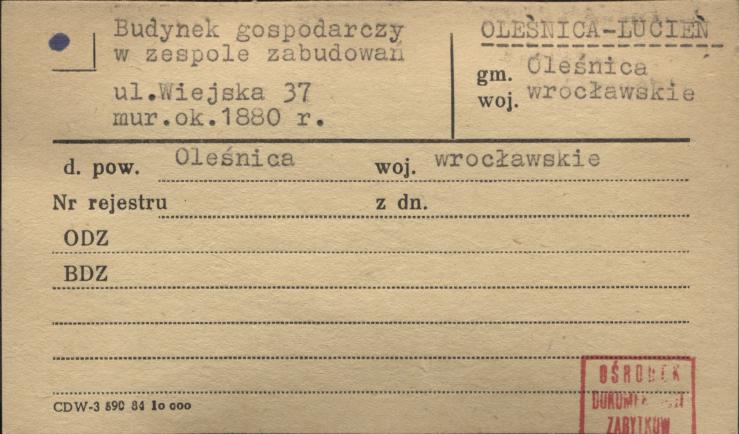 Budynek gospodarczy
w zespole zabudowań
ul.Wiejska 37
mur.ok.1880 r.
OLEŚNICA-LUCIEŃ
gm. Oleśnica
woj. wrocławskie
d. pow. Oleśnica woj. wrocławskie
Nr rejestru z dn.
ODZ
BDZ
CDW-3 590 84 10 000
OŚRODEK
ZABYTKÓW